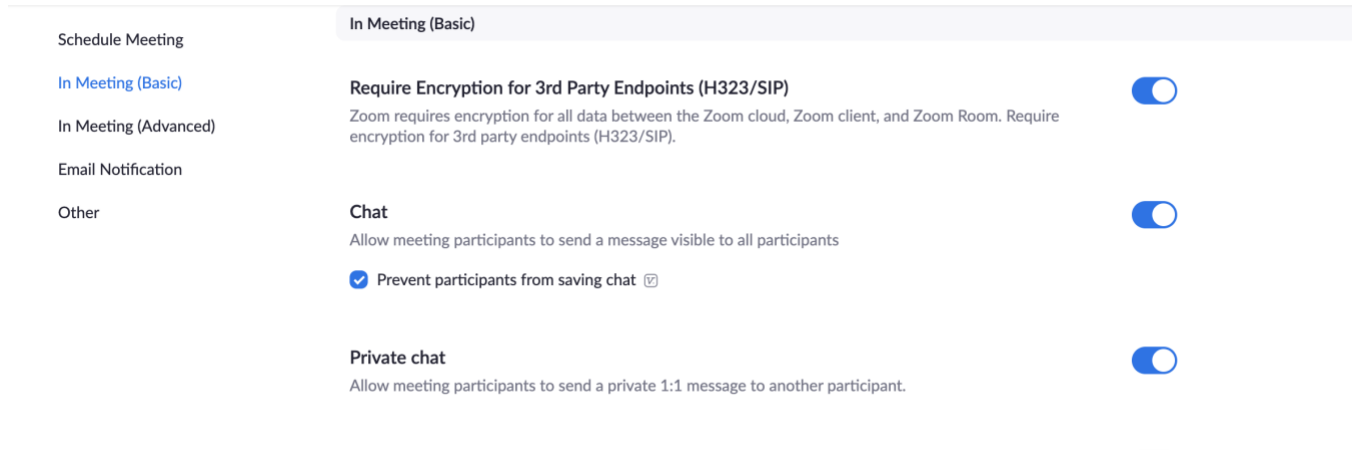 Schedule Meeting
In Meeting (Basic)
In Meeting (Advanced)
Email Notification
Other
In Meeting (Basic)
Require Encryption for 3rd Party Endpoints (H323/SIP)
Zoom requires encryption for all data between the Zoom cloud, Zoom client, and Zoom Room. Require
encryption for 3rd party endpoints (H323/SIP).
Chat
Allow meeting participants to send a message visible to all participants
Prevent participants from saving chat
Private chat
Allow meeting participants to send a private 1:1 message to another participant.